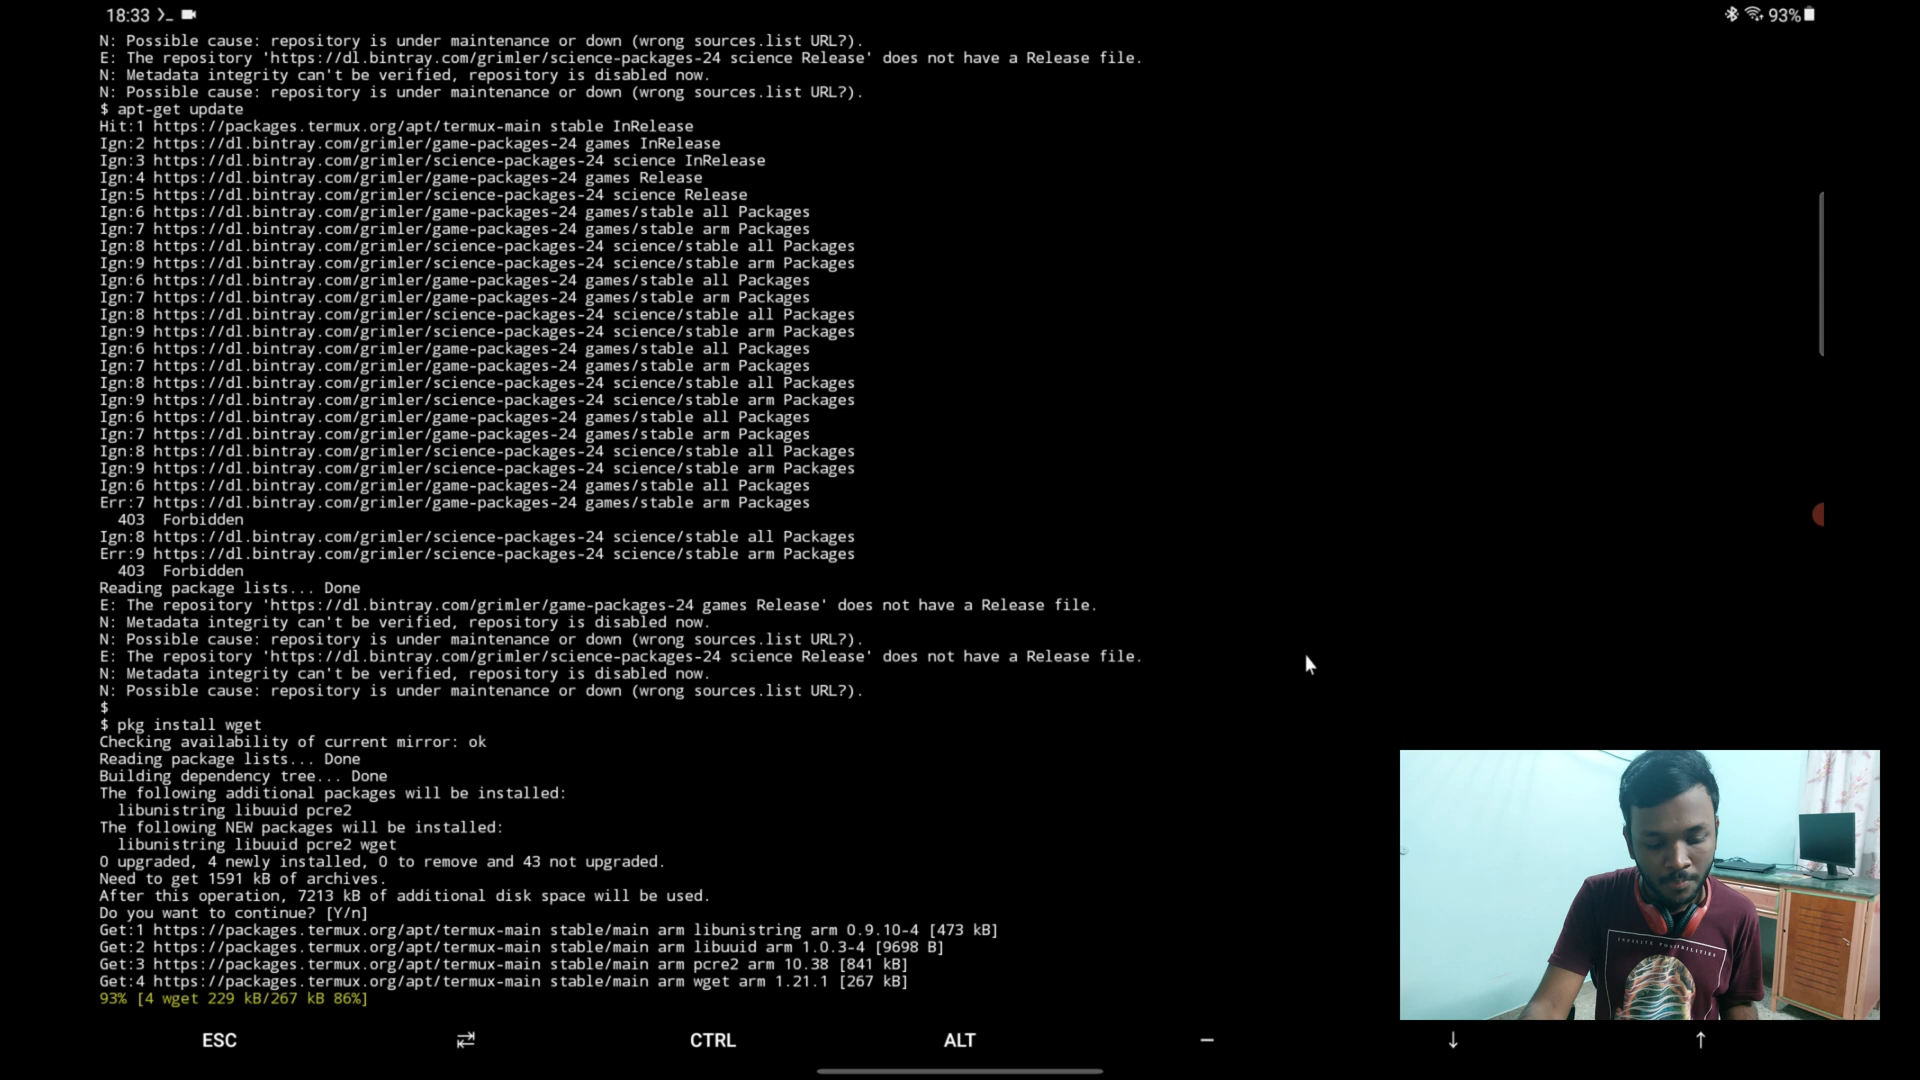 18:33
93%
N: Possible cause: repository is under maintenance or down (wrong sources.list URL?).
E: The repository 'https://dl.bintray.com/grimler/science-packages-24 science Release' does not have a Release file.
N: Metadata integrity can't be verified, repository is disabled now.
N: Possible cause: repository is under maintenance or down (wrong sources.list URL?).
$ apt-get update
Hit:1 https://packages.termux.org/apt/termux-main stable InRelease
Ign:2 https://dl.bintray.com/grimler/game-packages-24 games InRelease
Ign:3 https://dl.bintray.com/grimler/science-packages-24 science InRelease
Ign:4 https://dl.bintray.com/grimler/game-packages-24 games Release
Ign:5 https://dl.bintray.com/grimler/science-packages-24 science Release
Ign:6 https://dl.bintray.com/grimler/game-packages-24 games/stable all Packages
Ign:7 https://dl.bintray.com/grimler/game-packages-24 games/stable arm Packages
Ign:8 https://dl.bintray.com/grimler/science-packages-24 science/stable all Packages
Ign:9 https://dl.bintray.com/grimler/science-packages-24 science/stable arm Packages
Ign:6 https://dl.bintray.com/grimler/game-packages-24 games/stable all Packages
Ign:7 https://dl.bintray.com/grimler/game-packages-24 games/stable arm Packages
Ign:8 https://dl.bintray.com/grimler/science-packages-24 science/stable all Packages
Ign:9 https://dl.bintray.com/grimler/science-packages-24 science/stable arm Packages
Ign:6 https://dl.bintray.com/grimler/game-packages-24 games/stable all Packages
Ign:7 https://dl.bintray.com/grimler/game-packages-24 games/stable arm Packages
Ign:8 https://dl.bintray.com/grimler/science-packages-24 science/stable all Packages
Ign:9 https://dl.bintray.com/grimler/science-packages-24 science/stable arm Packages
Ign:6 https://dl.bintray.com/grimler/game-packages-24 games/stable all Packages
Ign:7 https://dl.bintray.com/grimler/game-packages-24 games/stable arm Packages
Ign:8 https://dl.bintray.com/grimler/science-packages-24 science/stable all Packages
Ign:9 https://dl.bintray.com/grimler/science-packages-24 science/stable arm Packages
Ign:6 https://dl.bintray.com/grimler/game-packages-24 games/stable all Packages
Err:7 https://dl.bintray.com/grimler/game-packages-24 games/stable arm Packages
403  Forbidden
Ign:8 https://dl.bintray.com/grimler/science-packages-24 science/stable all Packages
Err:9 https://dl.bintray.com/grimler/science-packages-24 science/stable arm Packages
403  Forbidden
Reading package lists... Done
E: The repository 'https://dl.bintray.com/grimler/game-packages-24 games Release' does not have a Release file.
N: Metadata integrity can't be verified, repository is disabled now.
N: Possible cause: repository is under maintenance or down (wrong sources.list URL?).
E: The repository 'https://dl.bintray.com/grimler/science-packages-24 science Release' does not have a Release file.
N: Metadata integrity can't be verified, repository is disabled now.
N: Possible cause: repository is under maintenance or down (wrong sources.list URL?).
$
$ pkg install wget
Checking availability of current mirror: ok
Reading package lists... Done
Building dependency tree... Done
The following additional packages will be installed:
libunistring libuuid pcre2
The following NEW packages will be installed:
libunistring libuuid pcre2 wget
0 upgraded, 4 newly installed, 0 to remove and 43 not upgraded.
Need to get 1591 kB of archives.
After this operation, 7213 kB of additional disk space will be used.
Do you want to continue? [Y/n]
Get:1 https://packages.termux.org/apt/termux-main stable/main arm libunistring arm 0.9.10-4 [473 kB]
Get:2 https://packages.termux.org/apt/termux-main stable/main arm libuuid arm 1.0.3-4 [9698 B]
Get:3 https://packages.termux.org/apt/termux-main stable/main arm pcre2 arm 10.38 [841 kB]
Get:4 https://packages.termux.org/apt/termux-main stable/main arm wget arm 1.21.1 [267 kB]
93% [4 wget 229 kB/267 kB 86%]
INFINITE POSSIBILITIES
ESC ⇄ CTRL ALT — ↓ ↑